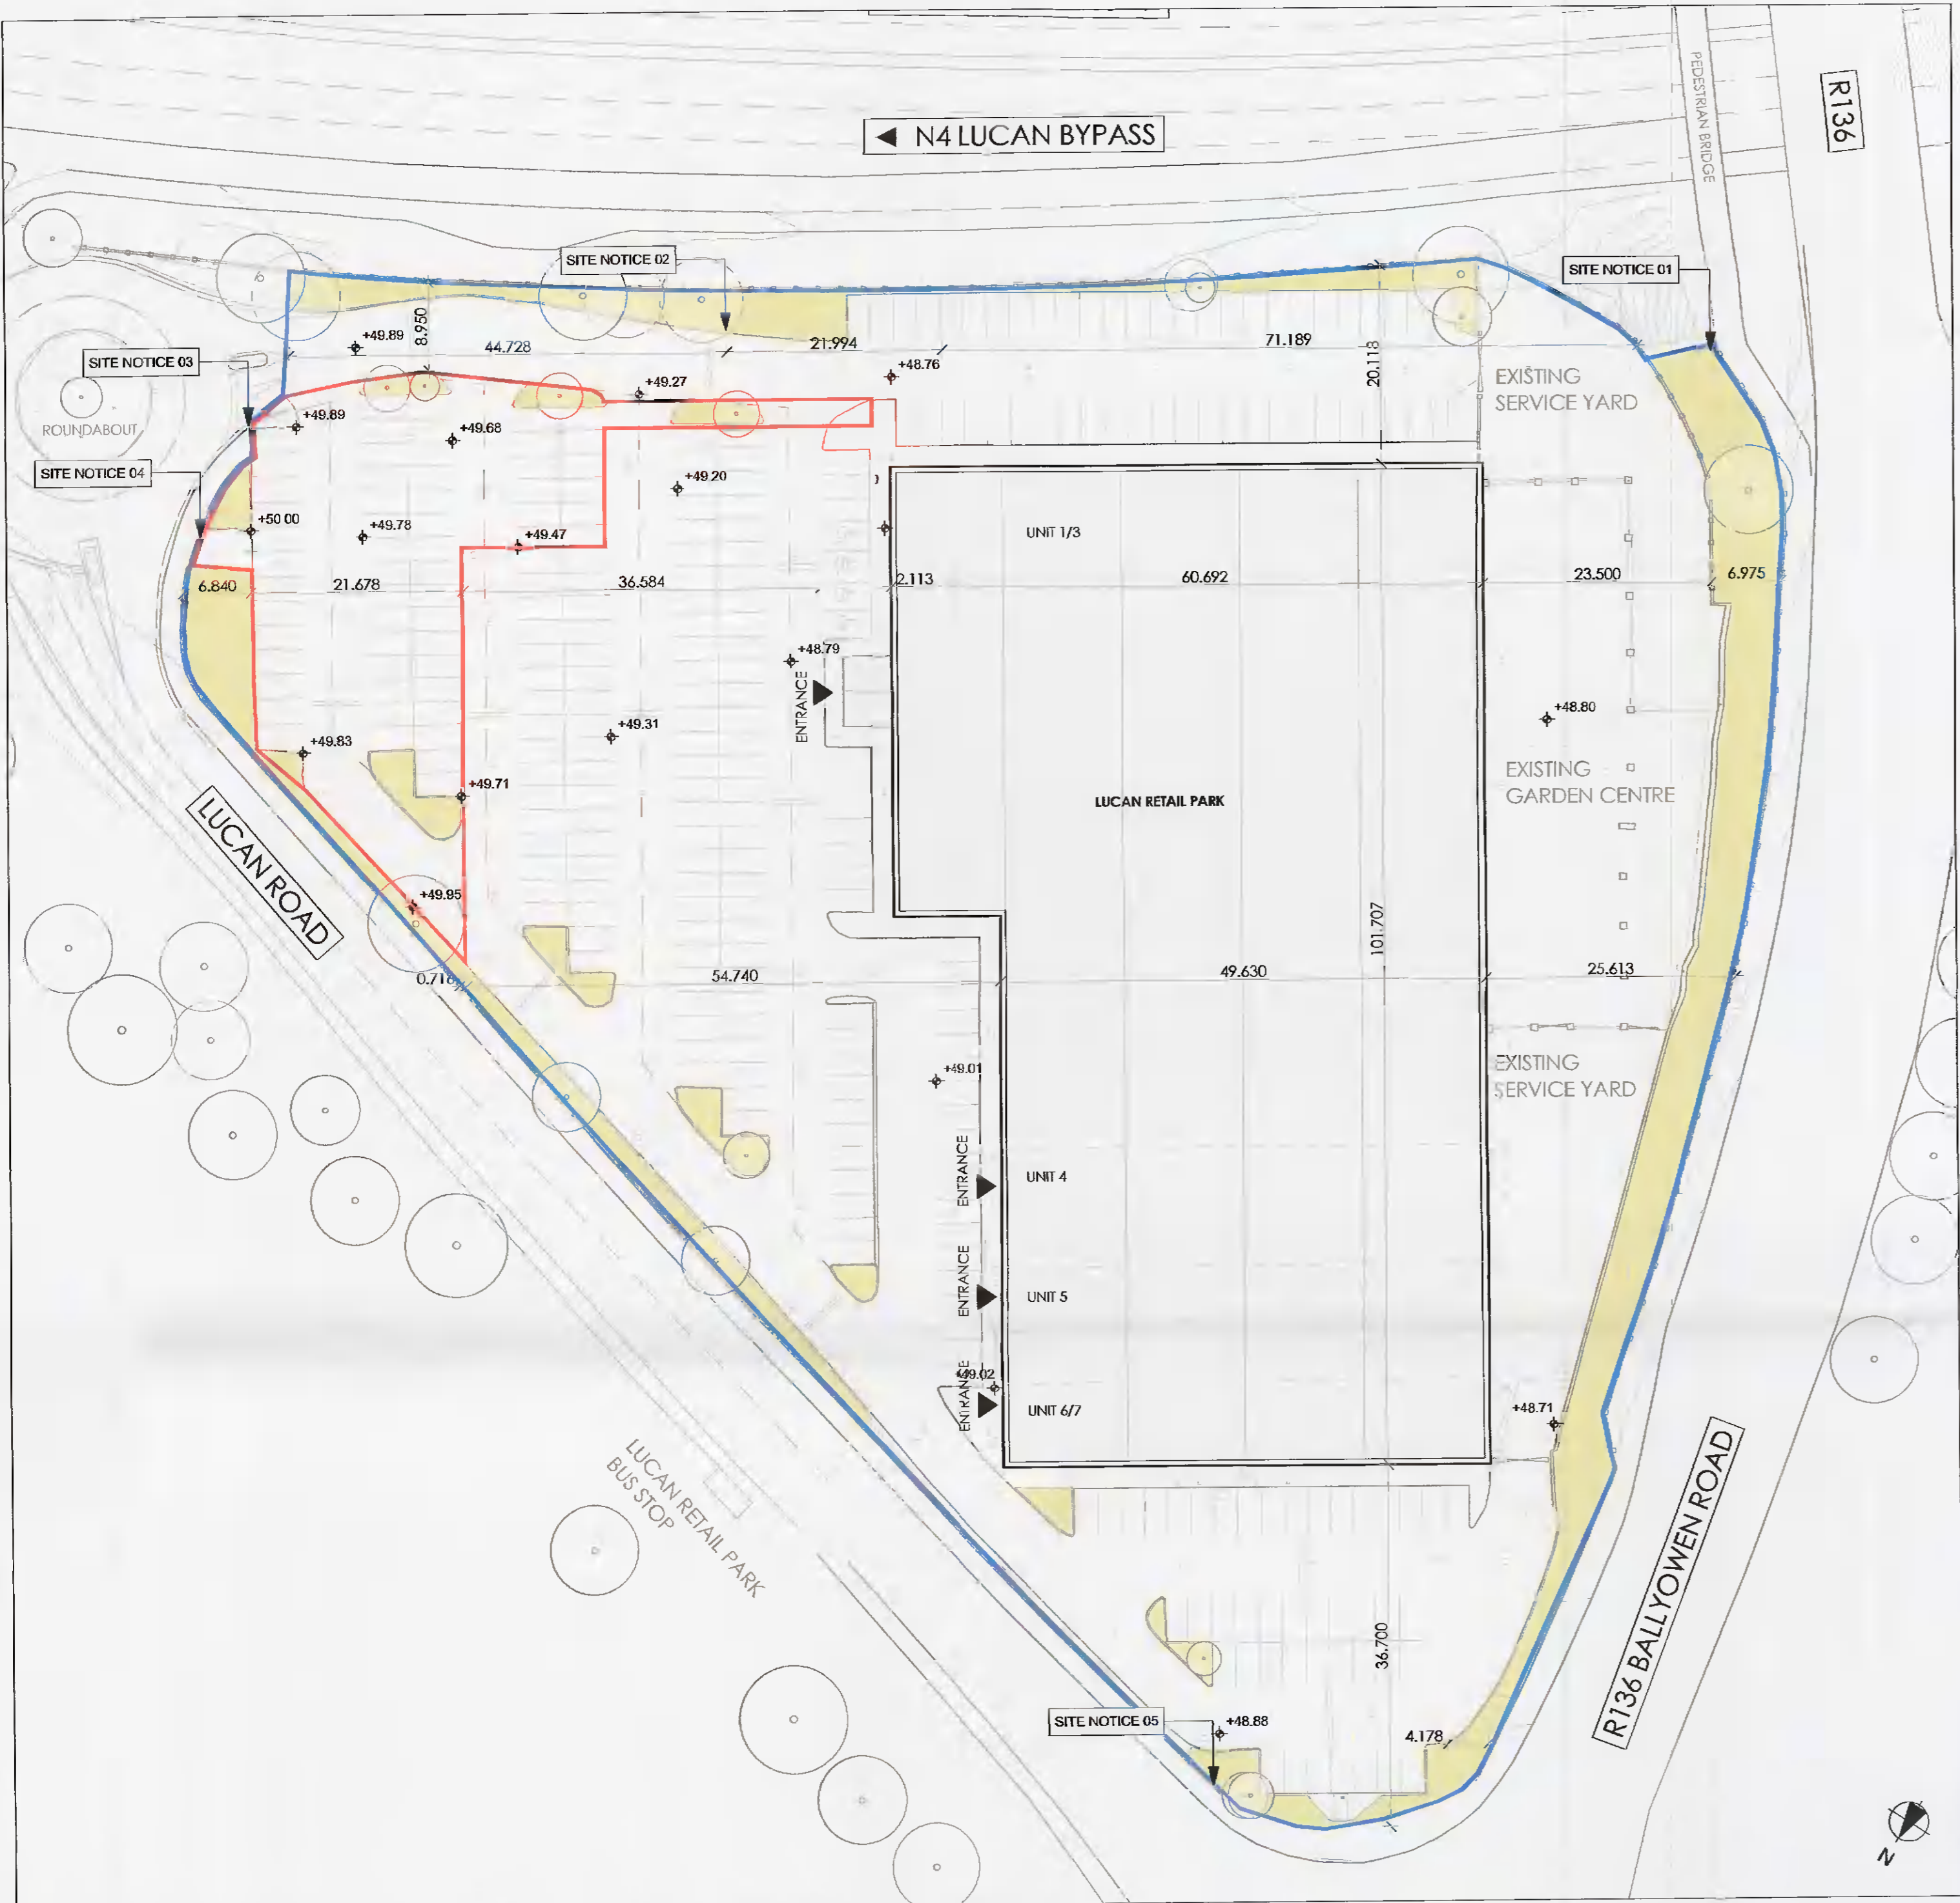 ◄ N4 LUCAN BYPASS
PEDESTRIAN BRIDGE
R136
SITE NOTICE 02
SITE NOTICE 01
+49.89
8.950
44.728
21.994
71.189
20.118
SITE NOTICE 03
+48.76
+49.27
EXISTING
SERVICE YARD
ROUNDABOUT
+49.89
+49.68
SITE NOTICE 04
+49.20
+50 00
+49.78
+49.47
UNIT 1/3
6.840
21.678
36.584
2.113
60.692
23.500
6.975
+48.79
ENTRANCE
+49.83
+49.31
+48.80
+49.71
EXISTING
GARDEN CENTRE
LUCAN RETAIL PARK
LUCAN ROAD
+49.95
101.707
0.716
54.740
49.630
25.613
+49.01
EXISTING
SERVICE YARD
ENTRANCE
UNIT 4
ENTRANCE
UNIT 5
+49.02
ENTRANCE
UNIT 6/7
+48.71
LUCAN RETAIL PARK
BUS STOP
R136 BALLYOWEN ROAD
36.700
SITE NOTICE 05
+48.88
4.178
N